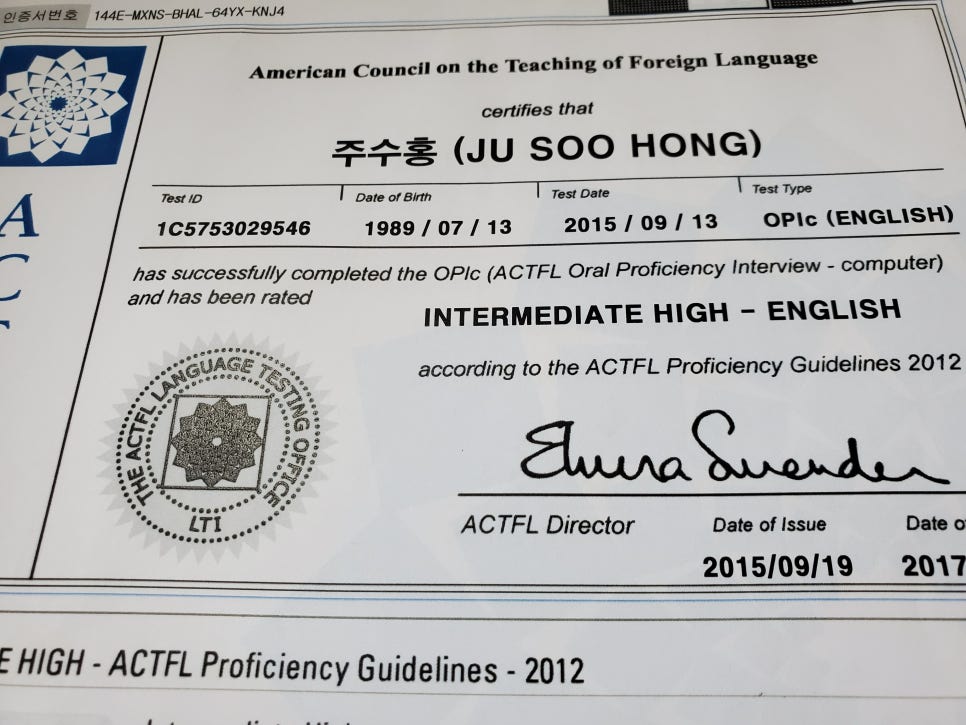 인증서번호 144E-MXNS-BHAL-64YX-KNJ4
American Council on the Teaching of Foreign Language
certifies that
주수홍 (JU SOO HONG)
Test ID Date of Birth Test Date Test Type
1C5753029546 1989 / 07 / 13 2015 / 09 / 13 OPIc (ENGLISH)
has successfully completed the OPIc (ACTFL Oral Proficiency Interview - computer)
and has been rated
INTERMEDIATE HIGH - ENGLISH
according to the ACTFL Proficiency Guidelines 2012
A
C
THE ACTFL LANGUAGE TESTING OFFICE
LTI
ACTFL Director Date of Issue Date o
2015/09/19 2017
E HIGH - ACTFL Proficiency Guidelines - 2012